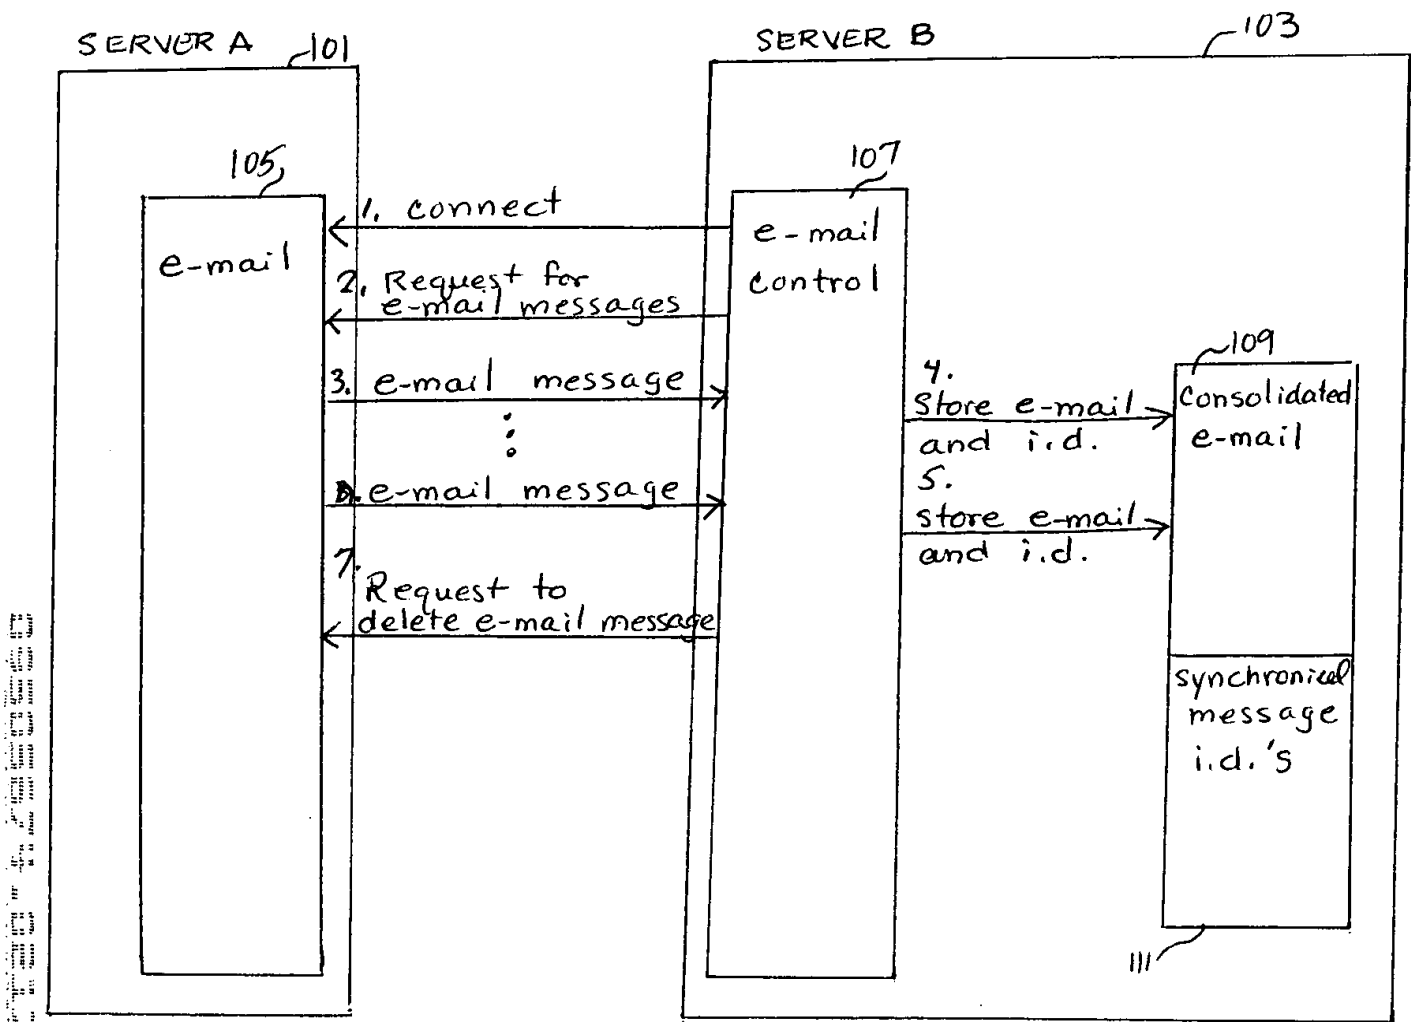 SERVER A
101
SERVER B
103
105
e-mail
1. connect
2. Request for
e-mail messages
3. e-mail message
e-mail message
7.
Request to
delete e-mail message
107
e-mail
control
4.
Store e-mail
and i.d.
5.
store e-mail
and i.d.
109
Consolidated
e-mail
synchronized
message
i.d.'s
111